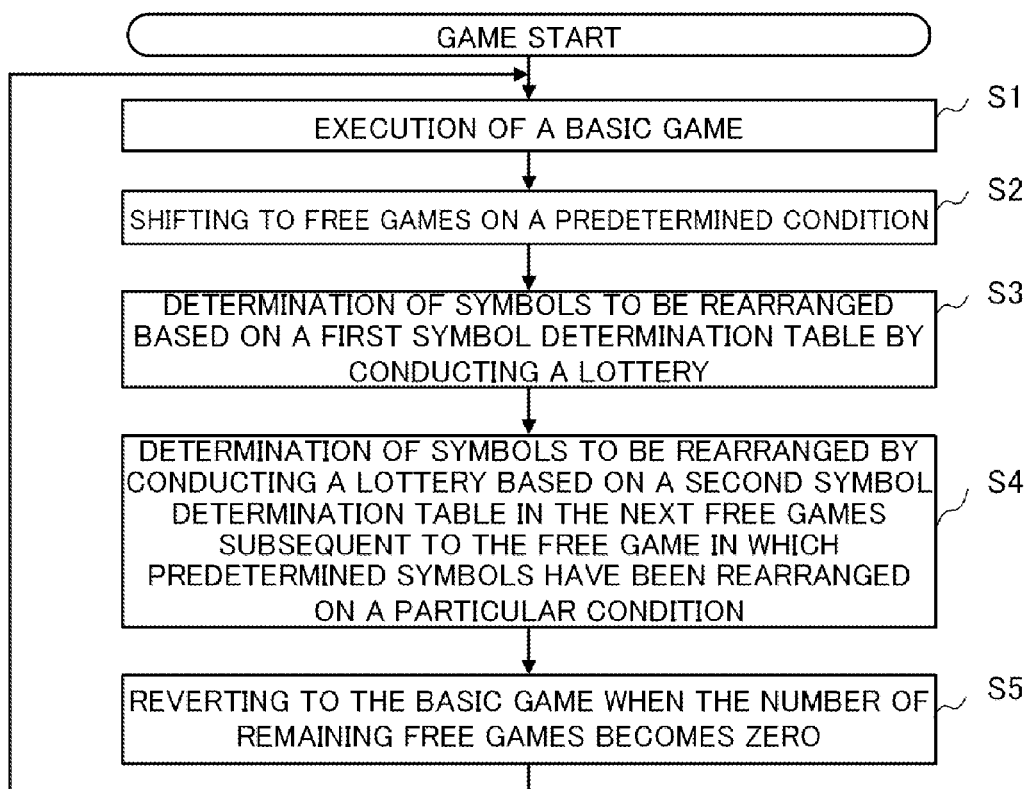 GAME START
S1
EXECUTION OF A BASIC GAME
S2
SHIFTING TO FREE GAMES ON A PREDETERMINED CONDITION
S3
DETERMINATION OF SYMBOLS TO BE REARRANGED
BASED ON A FIRST SYMBOL DETERMINATION TABLE BY
CONDUCTING A LOTTERY
S4
DETERMINATION OF SYMBOLS TO BE REARRANGED BY
CONDUCTING A LOTTERY BASED ON A SECOND SYMBOL
DETERMINATION TABLE IN THE NEXT FREE GAMES
SUBSEQUENT TO THE FREE GAME IN WHICH
PREDETERMINED SYMBOLS HAVE BEEN REARRANGED
ON A PARTICULAR CONDITION
S5
REVERTING TO THE BASIC GAME WHEN THE NUMBER OF
REMAINING FREE GAMES BECOMES ZERO